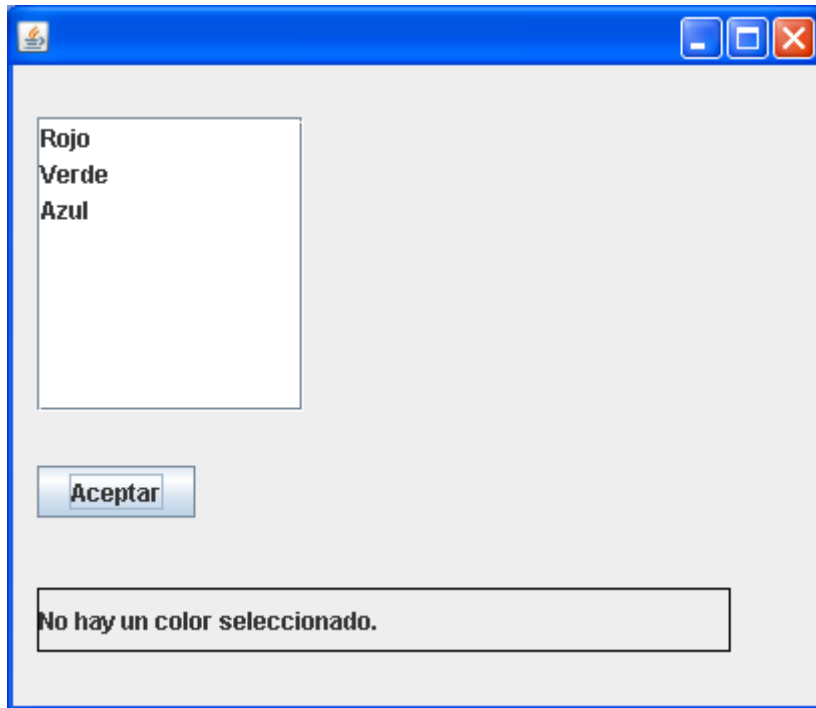 Rojo
Verde
Azul
Aceptar
No hay un color seleccionado.